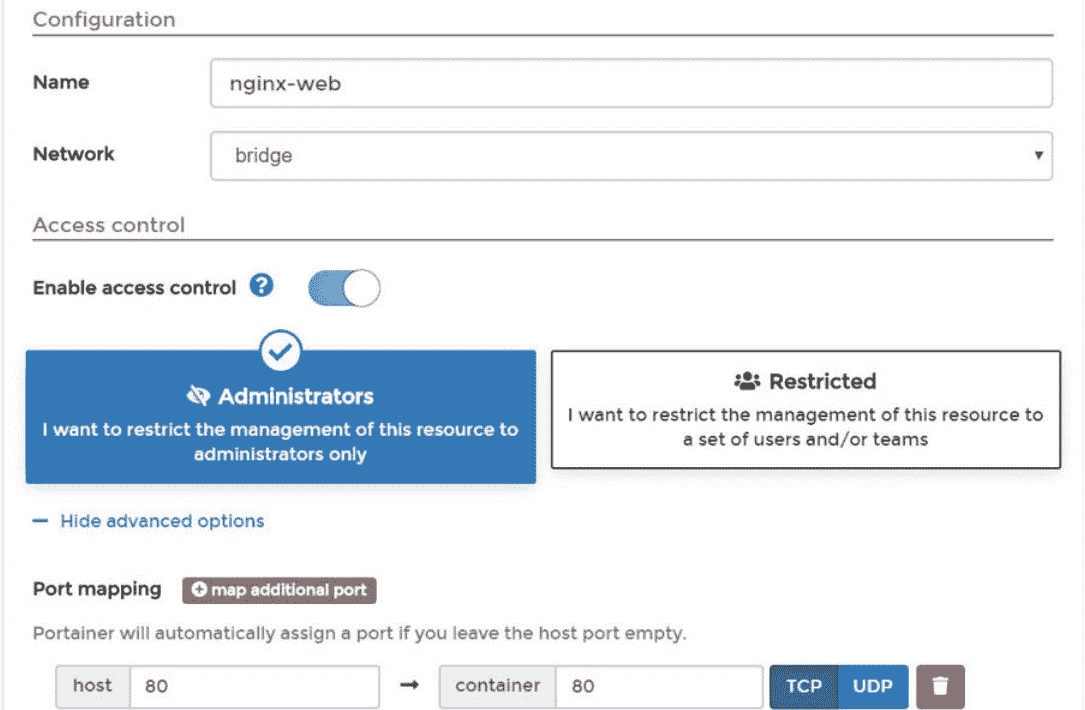 Configuration
Name
nginx-web
Network
bridge
Access control
Enable access control ?
Administrators
I want to restrict the management of this resource to
administrators only
Restricted
I want to restrict the management of this resource to
a set of users and/or teams
Hide advanced options
Port mapping map additional port
Portainer will automatically assign a port if you leave the host port empty.
host 80 → container 80 TCP UDP